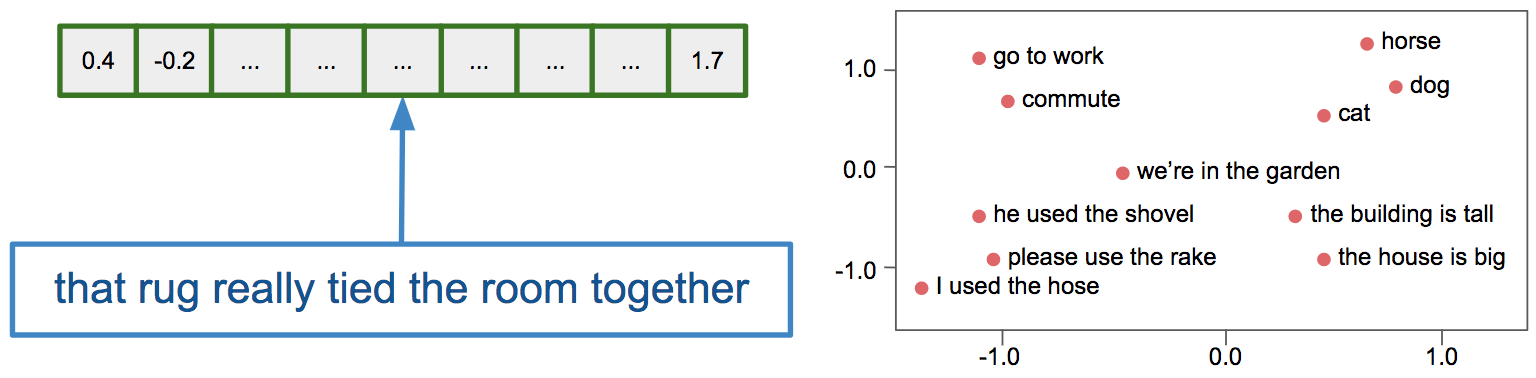 0.4 -0.2 ... ... ... ... ... ... 1.7
that rug really tied the room together
horse
go to work
1.0
dog
commute
cat
0.0
we're in the garden
he used the shovel
the building is tall
please use the rake
the house is big
-1.0
I used the hose
-1.0 0.0 1.0